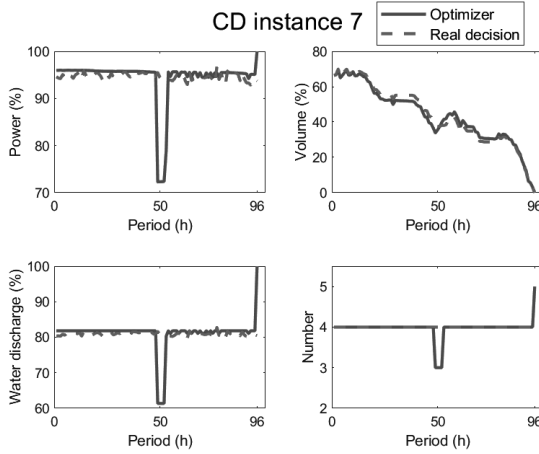 CD instance 7
Optimizer
Real decision
100
90
80
70
Power (%)
0
50
96
Period (h)
80
60
40
20
0
Volume (%)
0
50
96
Period (h)
100
90
80
70
60
Water discharge (%)
0
50
96
Period (h)
5
4
3
2
Number
0
50
96
Period (h)